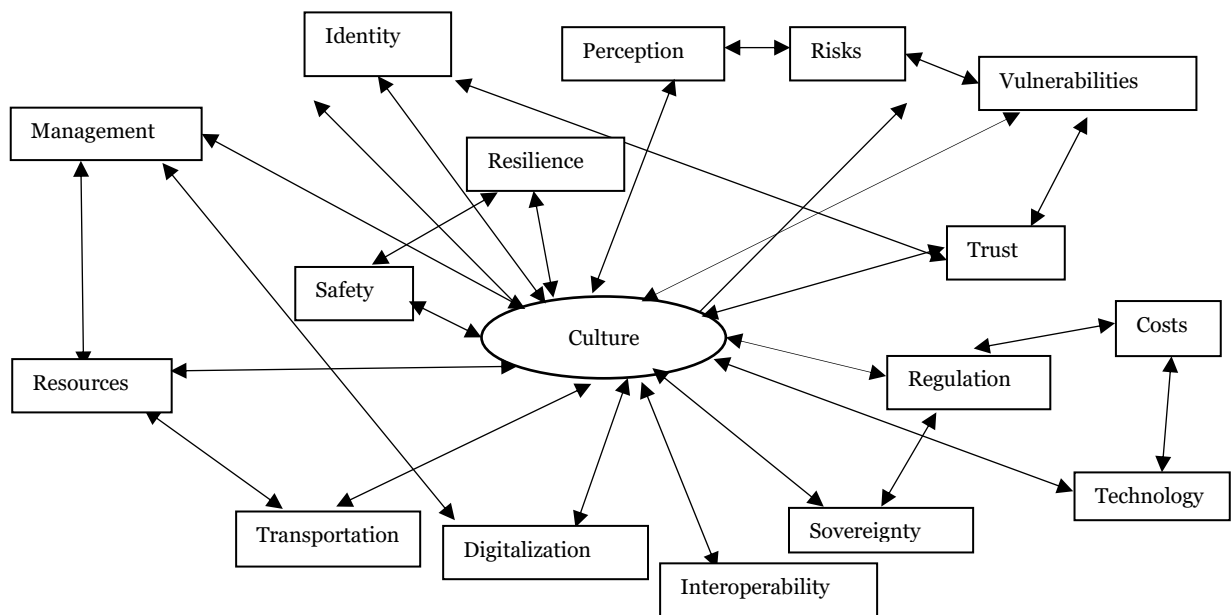 Identity
Perception
Risks
Vulnerabilities
Management
Resilience
Trust
Safety
Costs
Culture
Resources
Regulation
Technology
Transportation
Sovereignty
Digitalization
Interoperability